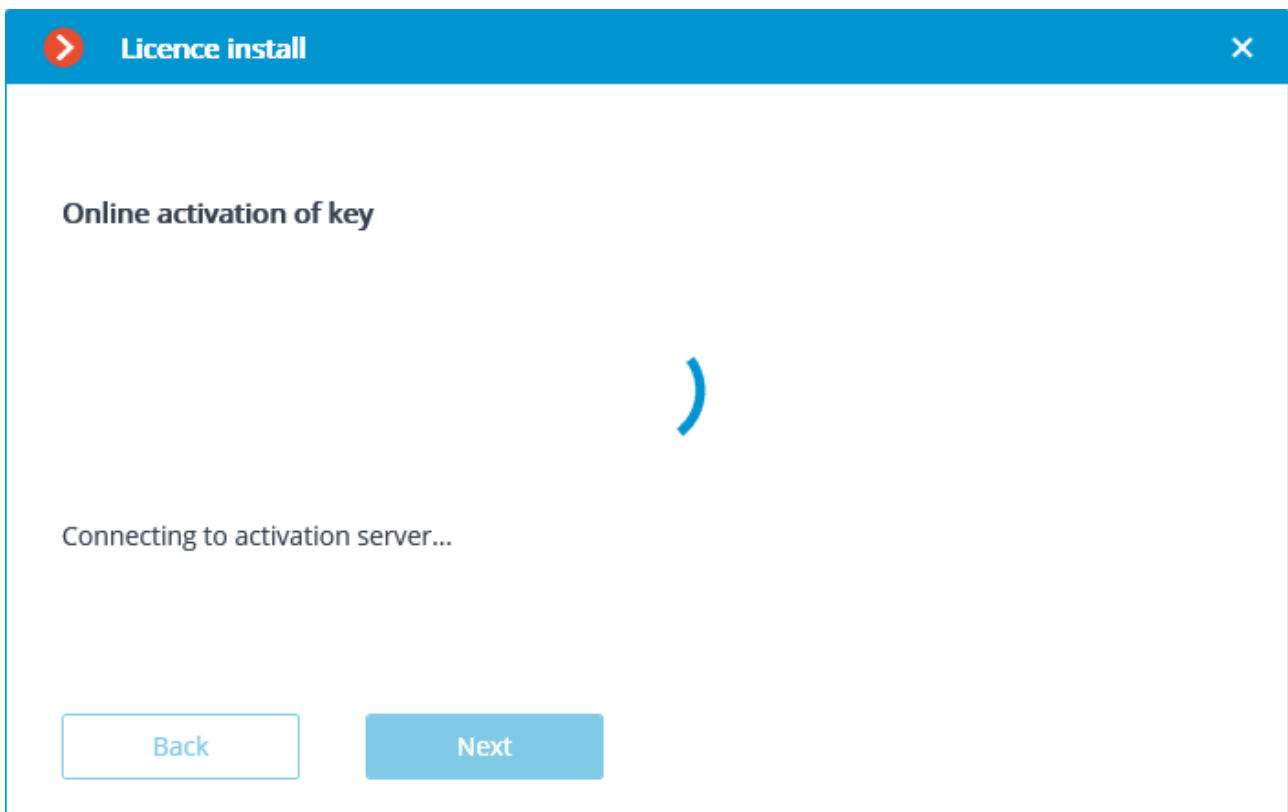 Licence install
Online activation of key
Connecting to activation server...
Back
Next